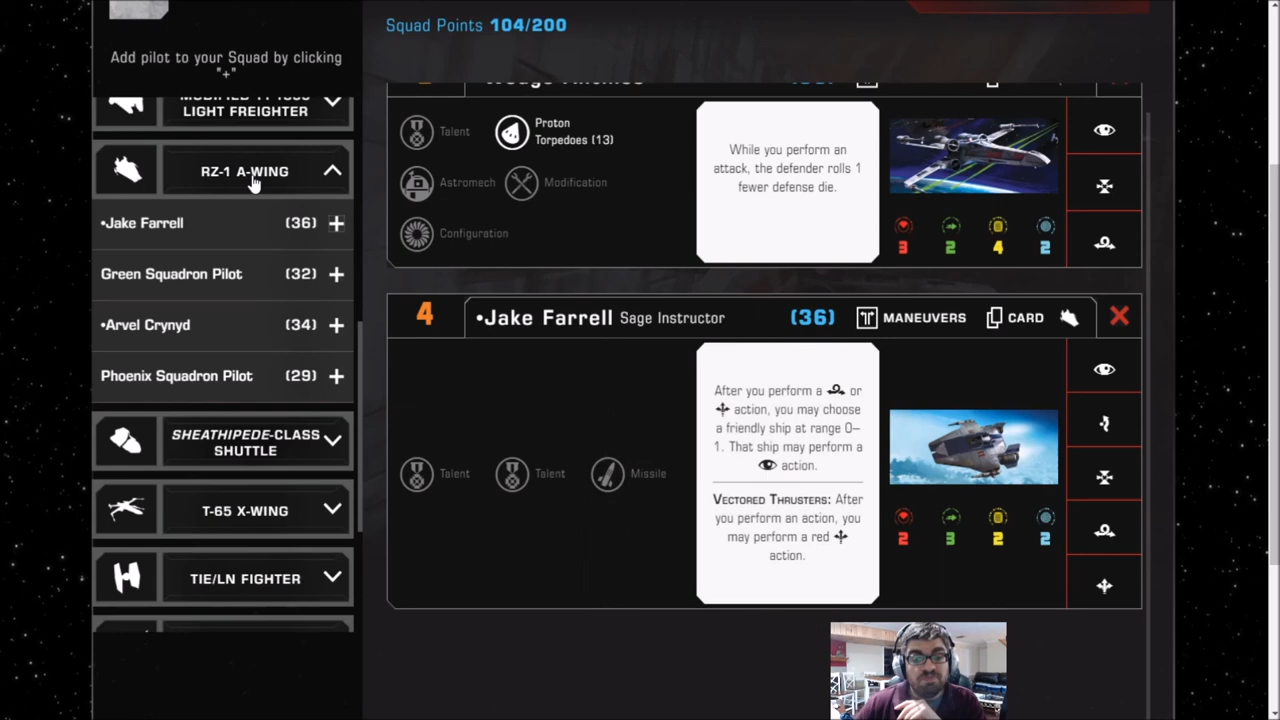 Squad Points 104/200
Add pilot to your Squad by clicking
"+"
LIGHT FREIGHTER
RZ-1 A-WING
•Jake Farrell (36) +
Green Squadron Pilot (32) +
•Arvel Crynyd (34) +
Phoenix Squadron Pilot (29) +
SHEATHIPEDE-CLASS
SHUTTLE
T-65 X-WING
TIE/LN FIGHTER
Talent
Proton
Torpedoes (13)
Astromech
Modification
Configuration
While you perform an
attack, the defender rolls 1
fewer defense die.
3 2 4 2
4 •Jake Farrell Sage Instructor (36) MANEUVERS CARD
Talent Talent Missile
After you perform a or
action, you may choose
a friendly ship at range 0–
1. That ship may perform a
action.
VECTORED THRUSTERS: After
you perform an action, you
may perform a red
action.
2 3 2 2